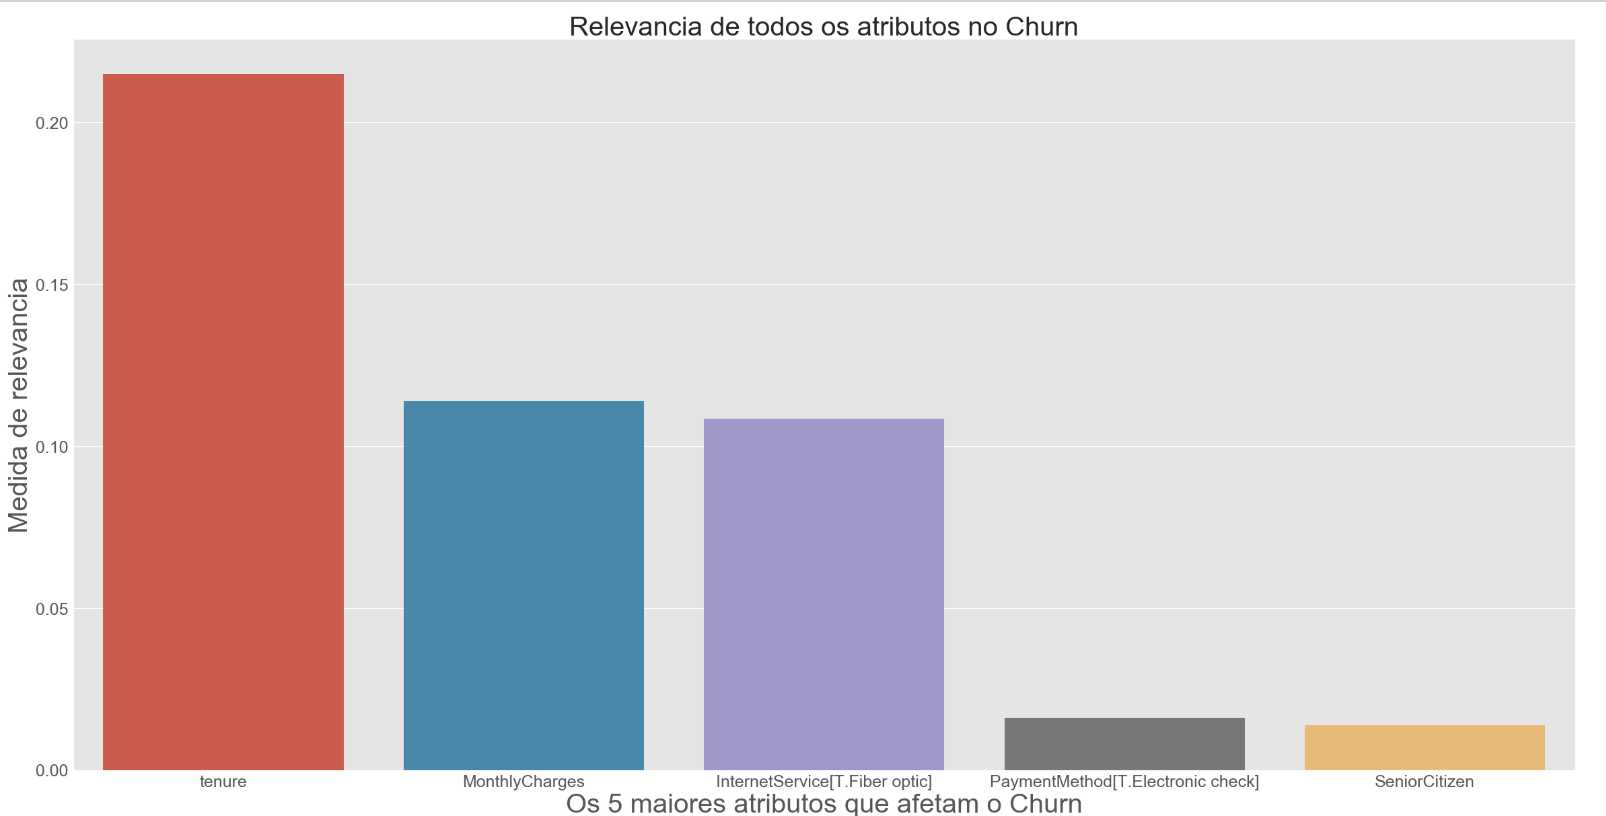 Relevancia de todos os atributos no Churn
Medida de relevancia
0.20
0.15
0.10
0.05
0.00
tenure
MonthlyCharges
InternetService[T.Fiber optic]
PaymentMethod[T.Electronic check]
SeniorCitizen
Os 5 maiores atributos que afetam o Churn